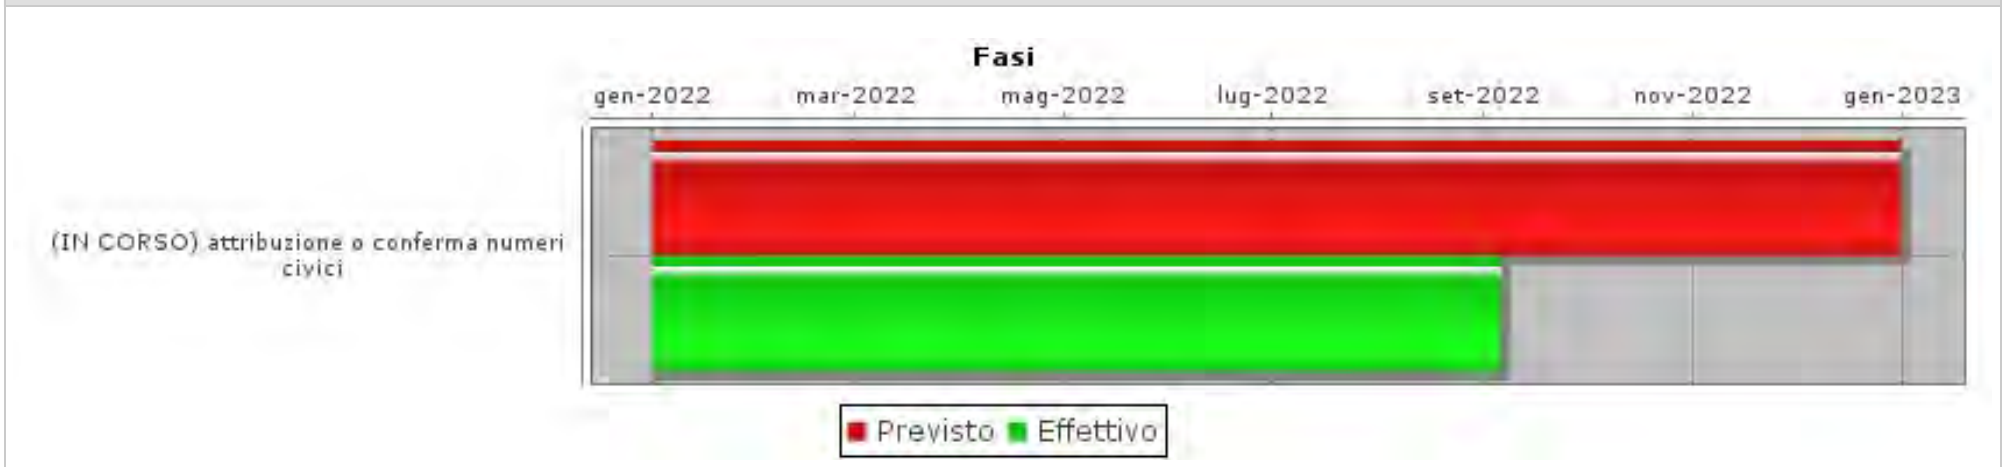 Fasi
gen-2022 mar-2022 mag-2022 lug-2022 set-2022 nov-2022 gen-2023
(IN CORSO) attribuzione o conferma numeri
civici
Previsto Effettivo